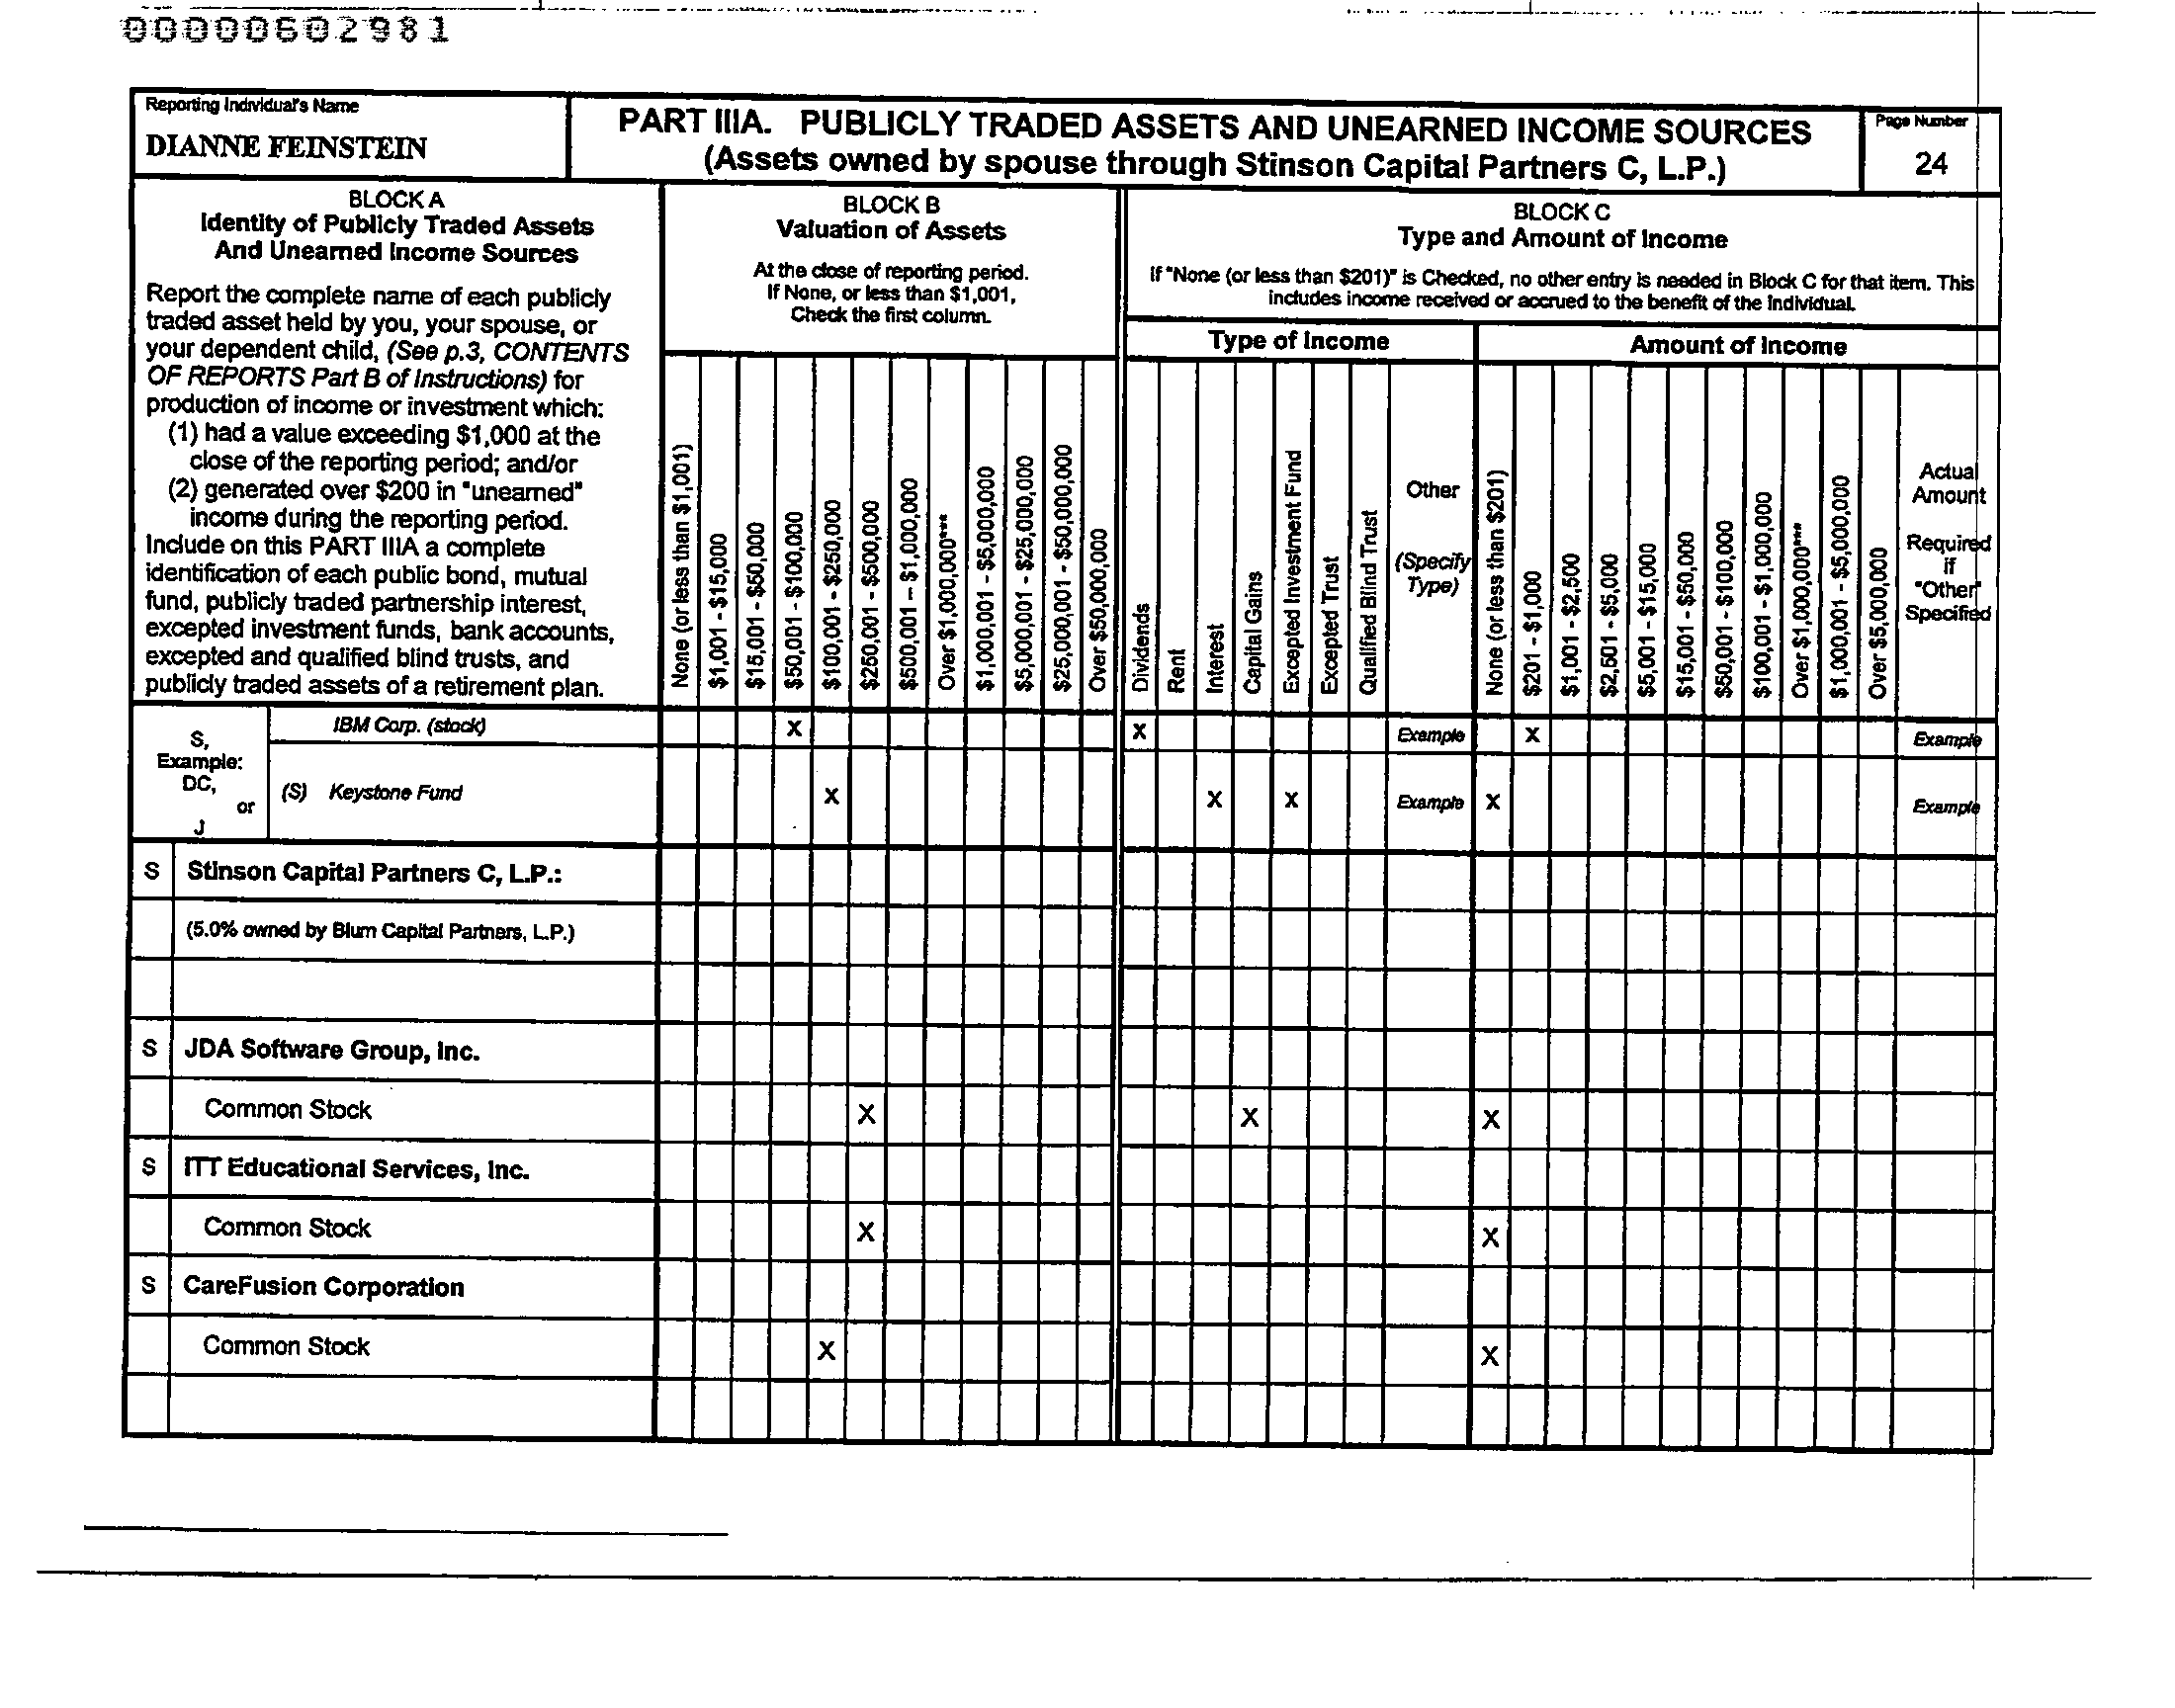 00000602981
Reporting Individual's Name
DIANNE FEINSTEIN
PART IIIA. PUBLICLY TRADED ASSETS AND UNEARNED INCOME SOURCES
(Assets owned by spouse through Stinson Capital Partners C, L.P.)
Page Number
24
BLOCK A
Identity of Publicly Traded Assets
And Unearned Income Sources
Report the complete name of each publicly
traded asset held by you, your spouse, or
your dependent child, (See p.3, CONTENTS
OF REPORTS Part B of Instructions) for
production of income or investment which:
(1) had a value exceeding $1,000 at the
close of the reporting period; and/or
(2) generated over $200 in "unearned"
income during the reporting period.
Include on this PART IIIA a complete
identification of each public bond, mutual
fund, publicly traded partnership interest,
excepted investment funds, bank accounts,
excepted and qualified blind trusts, and
publicly traded assets of a retirement plan.
BLOCK B
Valuation of Assets
At the close of reporting period.
If None, or less than $1,001,
Check the first column.
None (or less than $1,001)
$1,001 - $15,000
$15,001 - $50,000
$50,001 - $100,000
$100,001 - $250,000
$250,001 - $500,000
$500,001 – $1,000,000
Over $1,000,000***
$1,000,001 - $5,000,000
$5,000,001 - $25,000,000
$25,000,001 - $50,000,000
Over $50,000,000
BLOCK C
Type and Amount of Income
If "None (or less than $201)" is Checked, no other entry is needed in Block C for that item. This
includes income received or accrued to the benefit of the Individual.
Type of Income
Dividends
Rent
Interest
Capital Gains
Excepted Investment Fund
Excepted Trust
Qualified Blind Trust
Other
(Specify
Type)
Amount of Income
None (or less than $201)
$201 - $1,000
$1,001 - $2,500
$2,501 - $5,000
$5,001 - $15,000
$15,001 - $50,000
$50,001 - $100,000
$100,001 - $1,000,000
Over $1,000,000***
$1,000,001 - $5,000,000
Over $5,000,000
Actual
Amount
Required
if
"Other"
Specified
S,
Example:
DC,
or
J
IBM Corp. (stock) X X Example X Example
(S) Keystone Fund X X X Example X Example
S Stinson Capital Partners C, L.P.:
(5.0% owned by Blum Capital Partners, L.P.)
S JDA Software Group, Inc.
Common Stock X X X
S ITT Educational Services, Inc.
Common Stock X X
S CareFusion Corporation
Common Stock X X